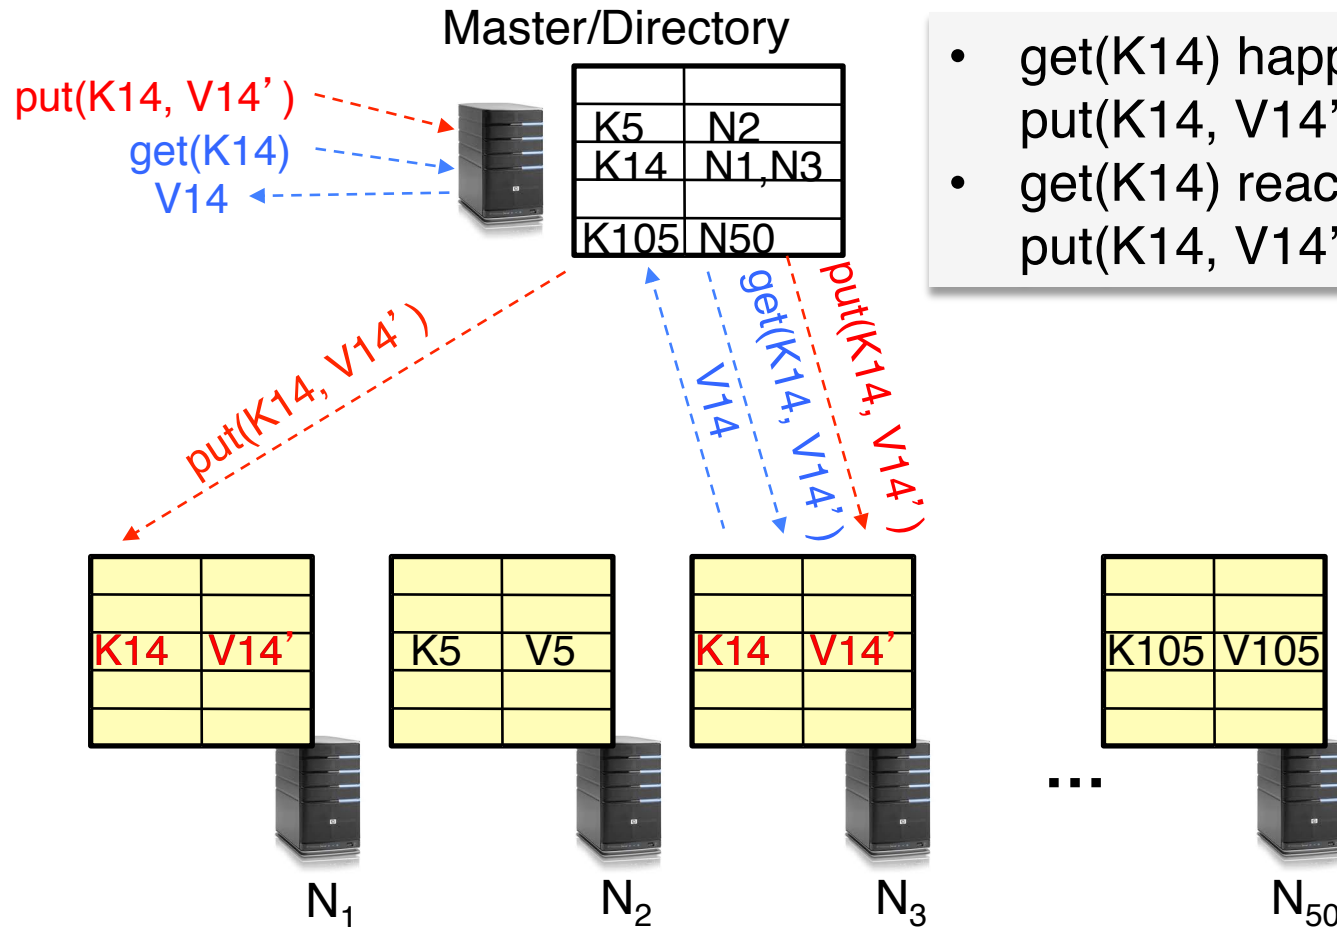 Master/Directory
put(K14, V14’)
get(K14)
V14
K5 N2
K14 N1,N3
K105 N50
• get(K14)
put(K14, V14’
• get(K14)
put(K14, V14’
put(K14, V14’)
V14
get(K14, V14’)
put(K14, V14’)
K14 V14’
K5 V5
K14 V14’
K105 V105
...
N1
N2
N3
N50